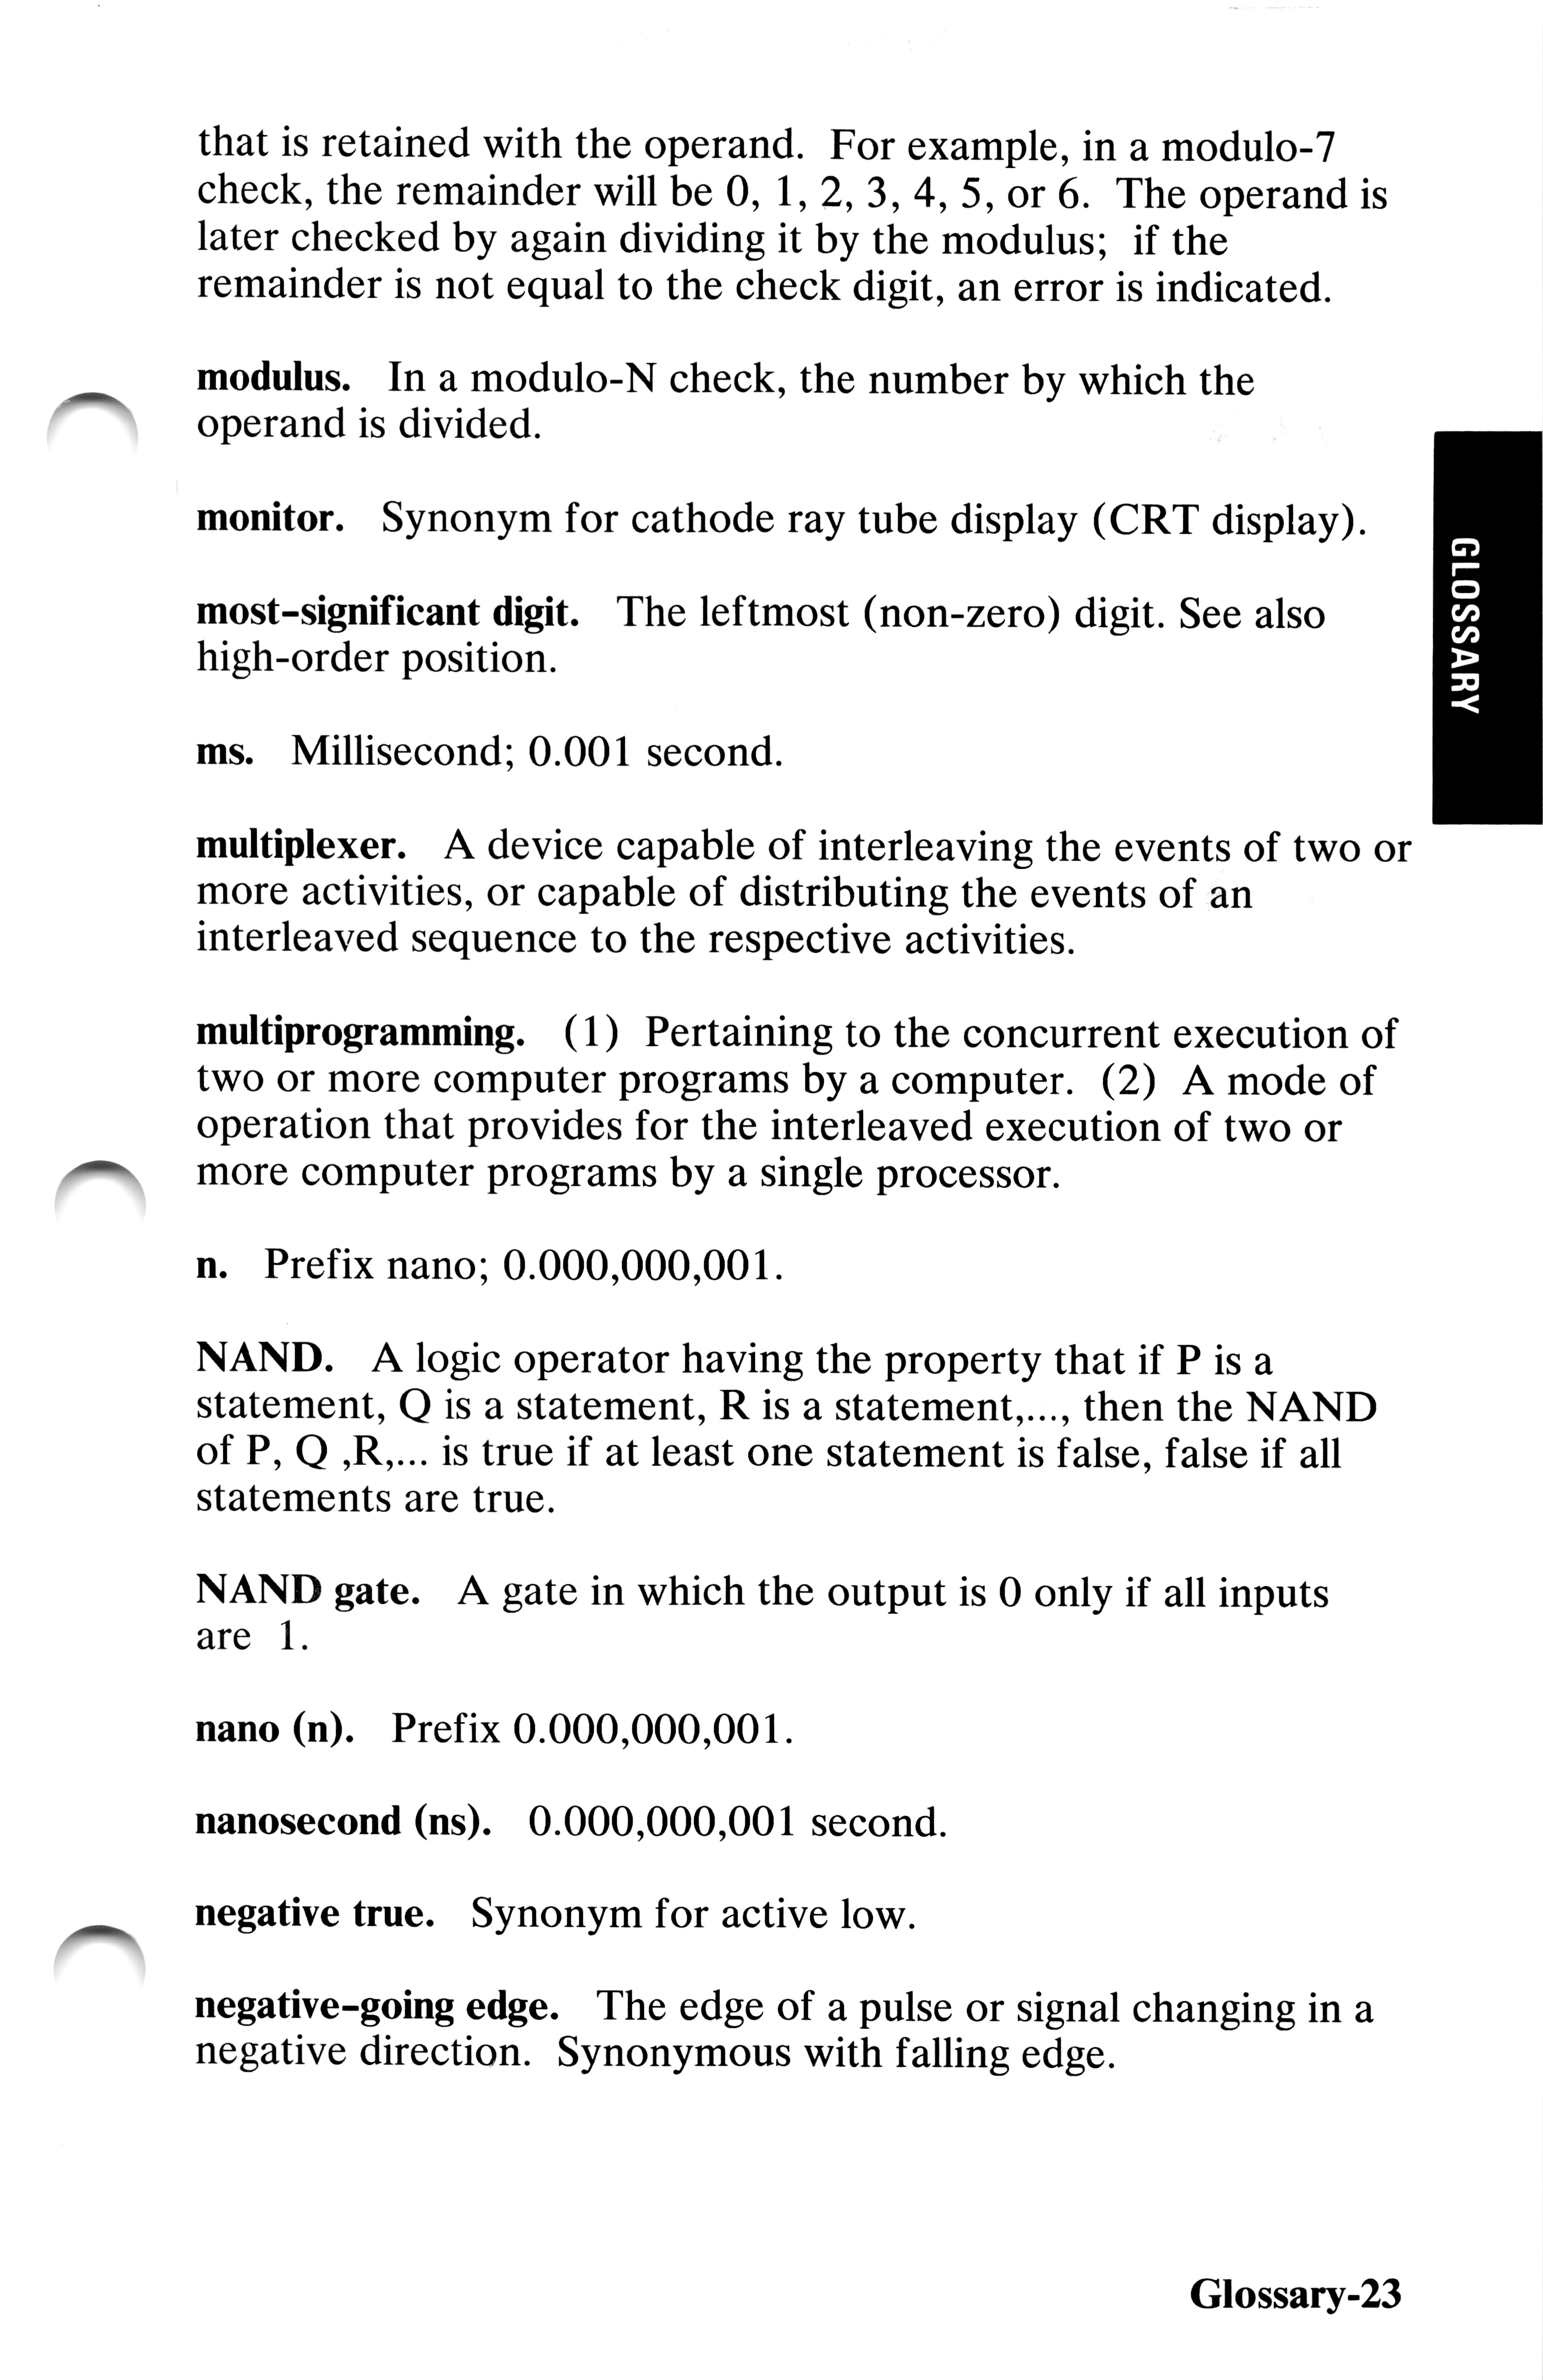 that is retained with the operand.  For example, in a modulo-7
check, the remainder will be 0, 1, 2, 3, 4, 5, or 6.  The operand is
later checked by again dividing it by the modulus;  if the
remainder is not equal to the check digit, an error is indicated.
modulus.  In a modulo-N check, the number by which the
operand is divided.
monitor.  Synonym for cathode ray tube display (CRT display).
most-significant digit.  The leftmost (non-zero) digit. See also
high-order position.
ms.  Millisecond; 0.001 second.
multiplexer.  A device capable of interleaving the events of two or
more activities, or capable of distributing the events of an
interleaved sequence to the respective activities.
multiprogramming.  (1)  Pertaining to the concurrent execution of
two or more computer programs by a computer.  (2)  A mode of
operation that provides for the interleaved execution of two or
more computer programs by a single processor.
n.  Prefix nano; 0.000,000,001.
NAND.  A logic operator having the property that if P is a
statement, Q is a statement, R is a statement,..., then the NAND
of P, Q ,R,... is true if at least one statement is false, false if all
statements are true.
NAND gate.  A gate in which the output is 0 only if all inputs
are  1.
nano (n).  Prefix 0.000,000,001.
nanosecond (ns).  0.000,000,001 second.
negative true.  Synonym for active low.
negative-going edge.  The edge of a pulse or signal changing in a
negative direction.  Synonymous with falling edge.
GLOSSARY
Glossary-23